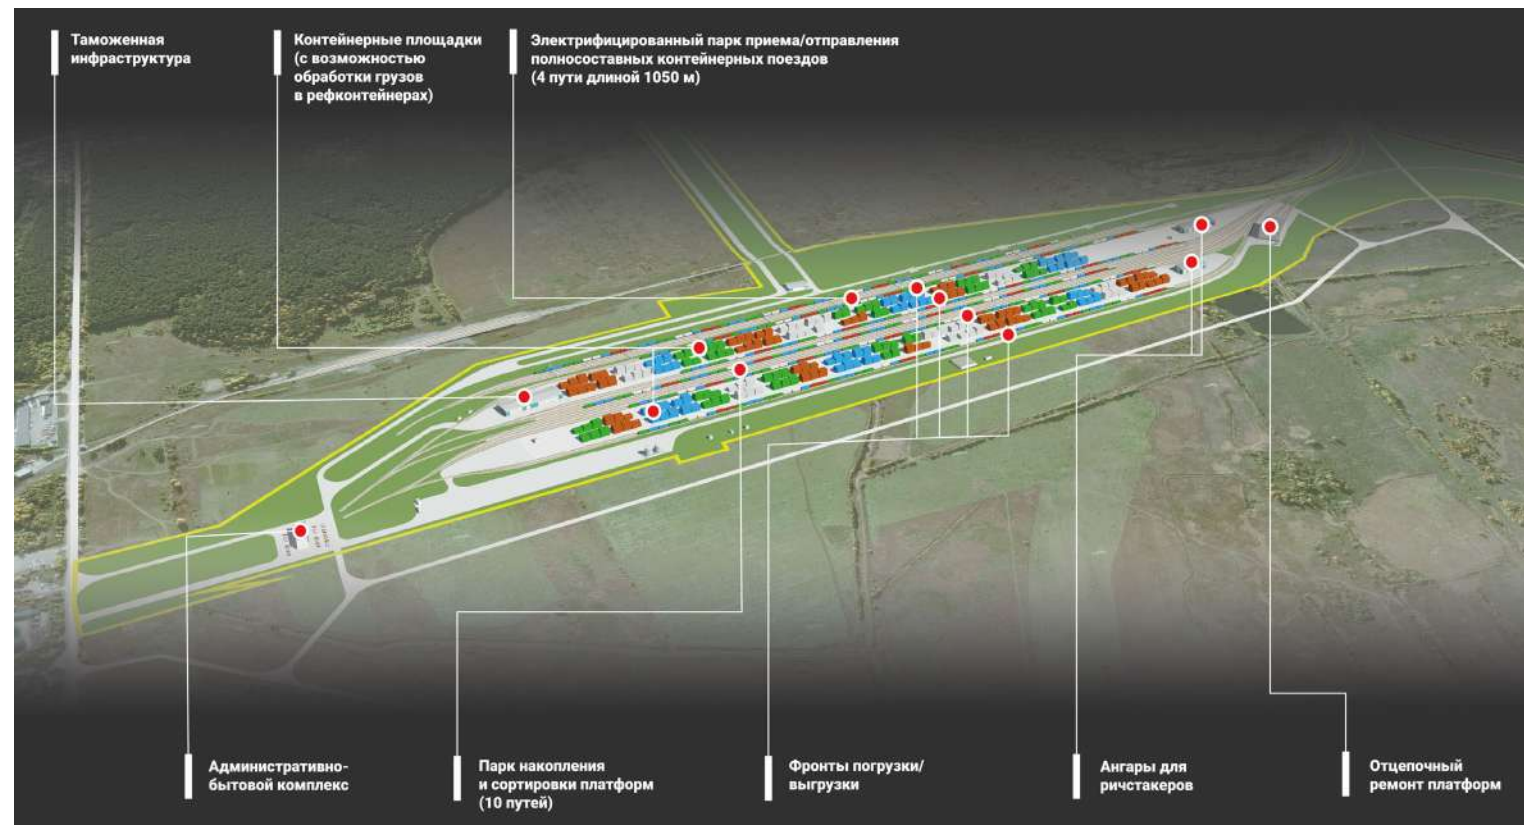 Таможенная
инфраструктура
Контейнерные площадки
(с возможностью
обработки грузов
в рефконтейнерах)
Электрифицированный парк приема/отправления
полносоставных контейнерных поездов
(4 пути длиной 1050 м)
Административно-
бытовой комплекс
Парк накопления
и сортировки платформ
(10 путей)
Фронты погрузки/
выгрузки
Ангары для
ричстакеров
Отцепочный
ремонт платформ